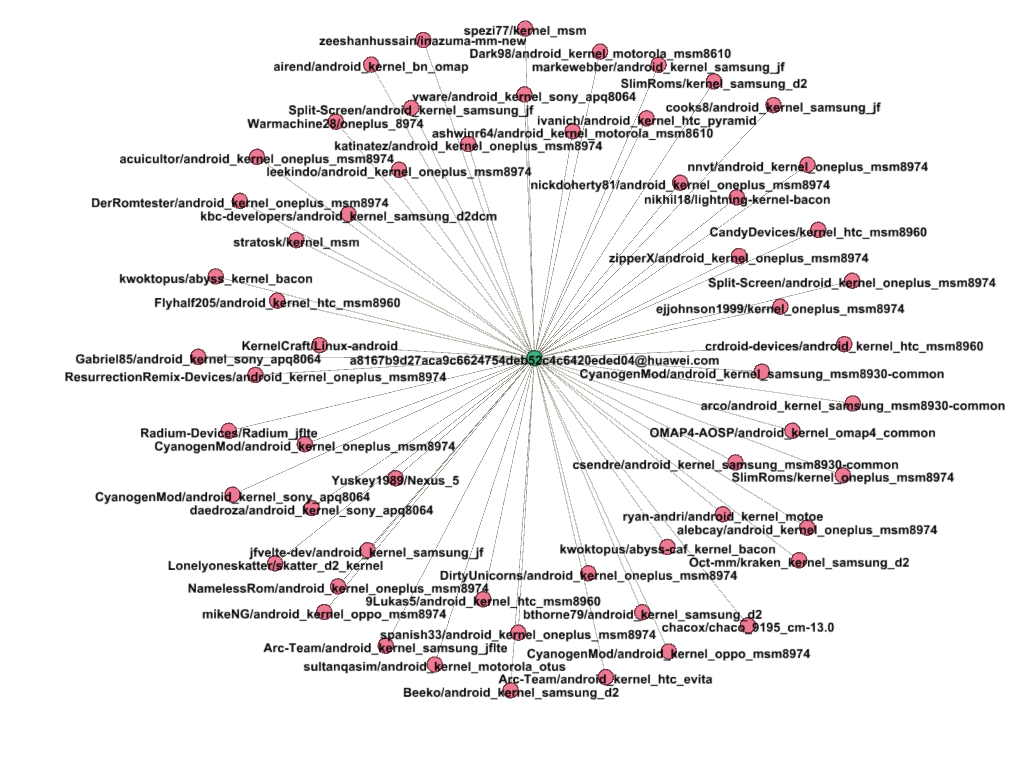 spezi77/kernel_msm
zeeshanhussain/inazuma-mm-new
Dark98/android_kernel_motorola_msm8610
airend/android_kernel_bn_omap
markewebber/android_kernel_samsung_jf
SlimRoms/kernel_samsung_d2
vware/android_kernel_sony_apq8064
cooks8/android_kernel_samsung_jf
Split-Screen/android_kernel_samsung_jf
ivanich/android_kernel_htc_pyramid
Warmachine28/oneplus_8974
ashwinr64/android_kernel_motorola_msm8610
katinatez/android_kernel_oneplus_msm8974
acuicultor/android_kernel_oneplus_msm8974
nnvt/android_kernel_oneplus_msm8974
leekindo/android_kernel_oneplus_msm8974
nickdoherty81/android_kernel_oneplus_msm8974
nikhil18/lightning-kernel-bacon
DerRomtester/android_kernel_oneplus_msm8974
kbc-developers/android_kernel_samsung_d2dcm
CandyDevices/kernel_htc_msm8960
stratosk/kernel_msm
zipperX/android_kernel_oneplus_msm8974
kwoktopus/abyss_kernel_bacon
Split-Screen/android_kernel_oneplus_msm8974
Flyhalf205/android_kernel_htc_msm8960
ejjohnson1999/kernel_oneplus_msm8974
KernelCraft/Linux-android
crdroid-devices/android_kernel_htc_msm8960
Gabriel85/android_kernel_sony_apq8064
a8167b9d27aca9c6624754deb52c4c6420eded04@huawei.com
CyanogenMod/android_kernel_samsung_msm8930-common
ResurrectionRemix-Devices/android_kernel_oneplus_msm8974
arco/android_kernel_samsung_msm8930-common
Radium-Devices/Radium_jflte
OMAP4-AOSP/android_kernel_omap4_common
CyanogenMod/android_kernel_oneplus_msm8974
csendre/android_kernel_samsung_msm8930-common
SlimRoms/kernel_oneplus_msm8974
Yuskey1989/Nexus_5
CyanogenMod/android_kernel_sony_apq8064
daedroza/android_kernel_sony_apq8064
ryan-andri/android_kernel_motoe
alebcay/android_kernel_oneplus_msm8974
jfvelte-dev/android_kernel_samsung_jf
kwoktopus/abyss-caf_kernel_bacon
Lonelyoneskatter/skatter_d2_kernel
Oct-mm/kraken_kernel_samsung_d2
DirtyUnicorns/android_kernel_oneplus_msm8974
NamelessRom/android_kernel_oneplus_msm8974
9Lukas5/android_kernel_htc_msm8960
mikeNG/android_kernel_oppo_msm8974
bthorne79/android_kernel_samsung_d2
chacox/chaco_9195_cm-13.0
spanish33/android_kernel_oneplus_msm8974
Arc-Team/android_kernel_samsung_jflte
CyanogenMod/android_kernel_oppo_msm8974
sultanqasim/android_kernel_motorola_otus
Arc-Team/android_kernel_htc_evita
Beeko/android_kernel_samsung_d2